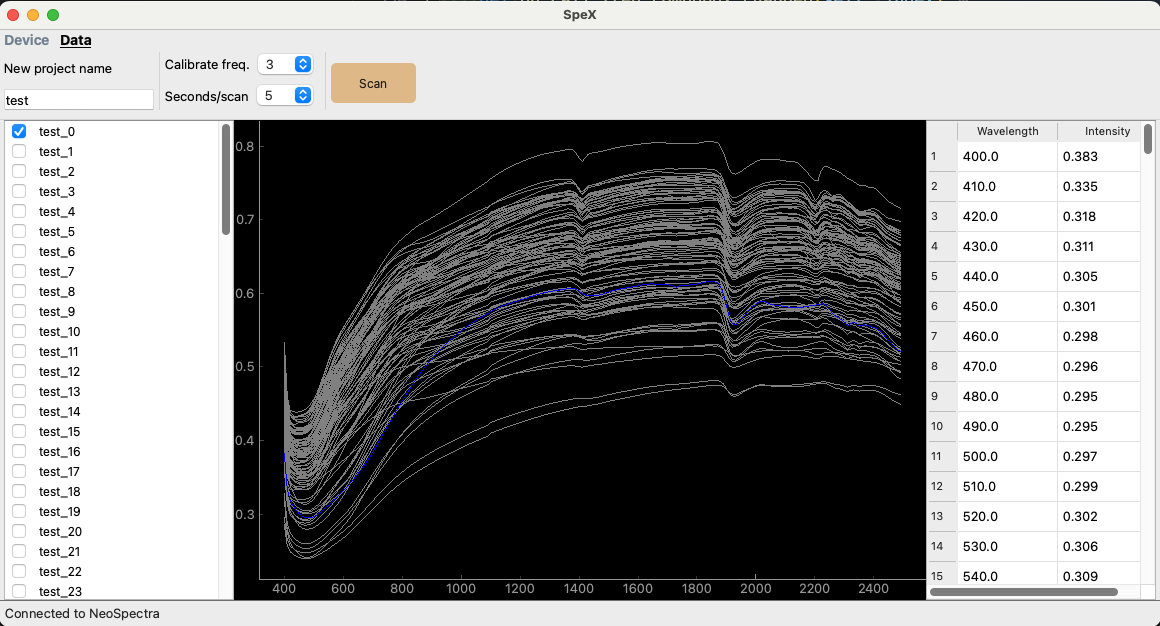 SpeX
Device Data
New project name
test
Calibrate freq. 3
Seconds/scan 5
Scan
test_0
test_1
test_2
test_3
test_4
test_5
test_6
test_7
test_8
test_9
test_10
test_11
test_12
test_13
test_14
test_15
test_16
test_17
test_18
test_19
test_20
test_21
test_22
test_23
0.8
0.7
0.6
0.5
0.4
0.3
400 600 800 1000 1200 1400 1600 1800 2000 2200 2400
Wavelength Intensity
1 400.0 0.383
2 410.0 0.335
3 420.0 0.318
4 430.0 0.311
5 440.0 0.305
6 450.0 0.301
7 460.0 0.298
8 470.0 0.296
9 480.0 0.295
10 490.0 0.295
11 500.0 0.297
12 510.0 0.299
13 520.0 0.302
14 530.0 0.306
15 540.0 0.309
Connected to NeoSpectra